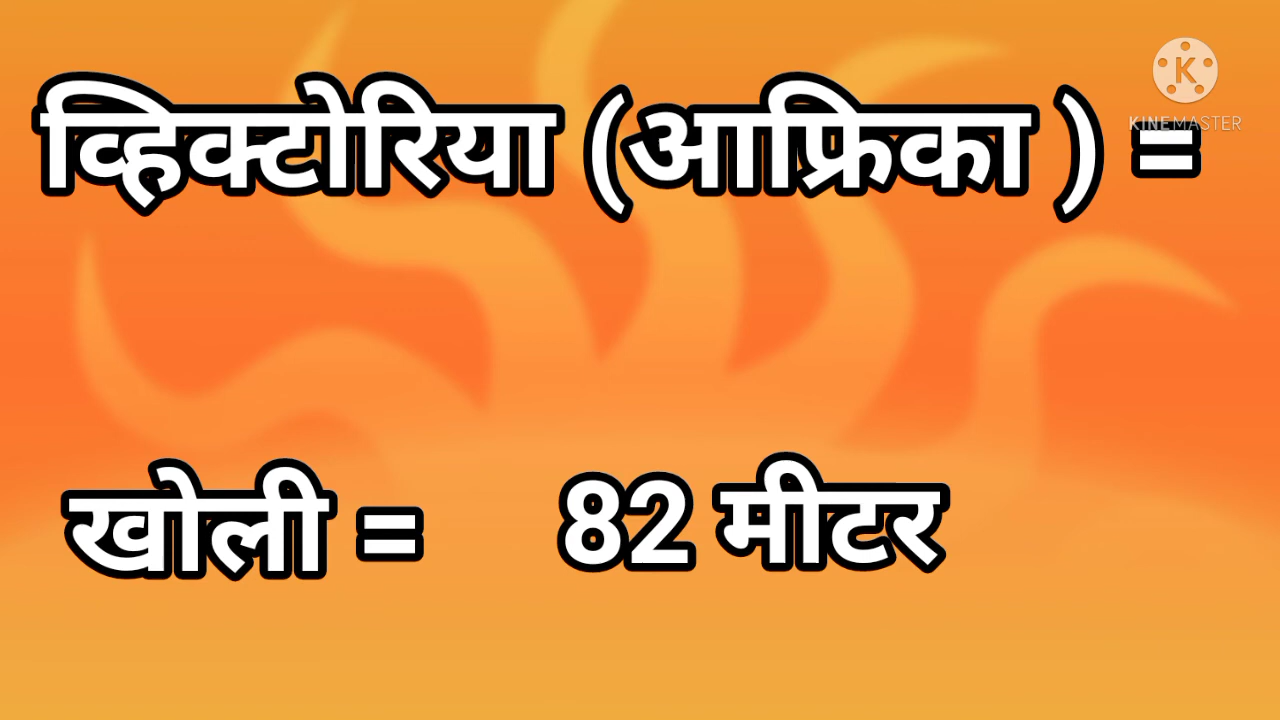 व्हिक्टोरिया (आफ्रिका ) =
K
KINEMASTER
खोली = 82 मीटर